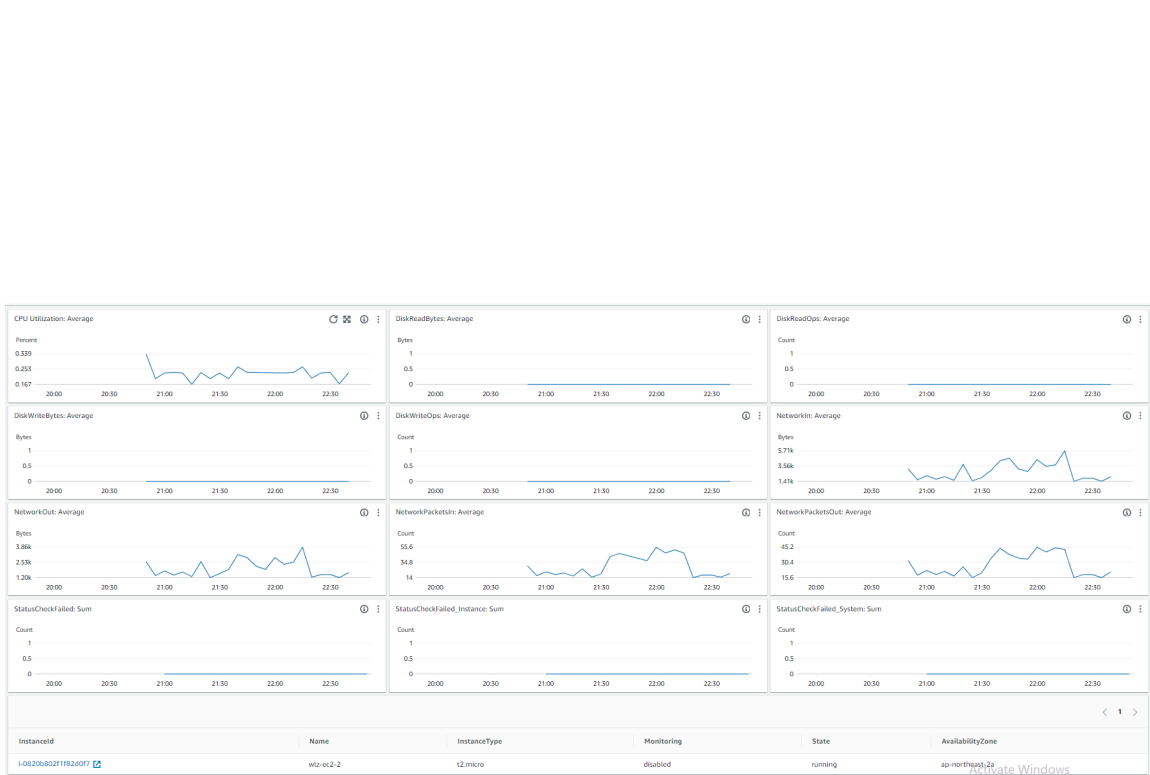 CPU Utilization: Average
Percent
0.339
0.253
0.167
20:00 20:30 21:00 21:30 22:00 22:30
DiskReadBytes: Average
Bytes
1
0.5
0
20:00 20:30 21:00 21:30 22:00 22:30
DiskReadOps: Average
Count
1
0.5
0
20:00 20:30 21:00 21:30 22:00 22:30
DiskWriteBytes: Average
Bytes
1
0.5
0
20:00 20:30 21:00 21:30 22:00 22:30
DiskWriteOps: Average
Count
1
0.5
0
20:00 20:30 21:00 21:30 22:00 22:30
NetworkIn: Average
Bytes
5.71k
3.56k
1.41k
20:00 20:30 21:00 21:30 22:00 22:30
NetworkOut: Average
Bytes
3.86k
2.53k
1.20k
20:00 20:30 21:00 21:30 22:00 22:30
NetworkPacketsIn: Average
Count
55.6
34.8
14
20:00 20:30 21:00 21:30 22:00 22:30
NetworkPacketsOut: Average
Count
45.2
30.4
15.6
20:00 20:30 21:00 21:30 22:00 22:30
StatusCheckFailed: Sum
Count
1
0.5
0
20:00 20:30 21:00 21:30 22:00 22:30
StatusCheckFailed_Instance: Sum
Count
1
0.5
0
20:00 20:30 21:00 21:30 22:00 22:30
StatusCheckFailed_System: Sum
Count
1
0.5
0
20:00 20:30 21:00 21:30 22:00 22:30
1
InstanceId Name InstanceType Monitoring State AvailabilityZone
i-0820b802f1f82d0f7 wiz-ec2-2 t2.micro disabled running ap-northeast-2a
Activate Windows